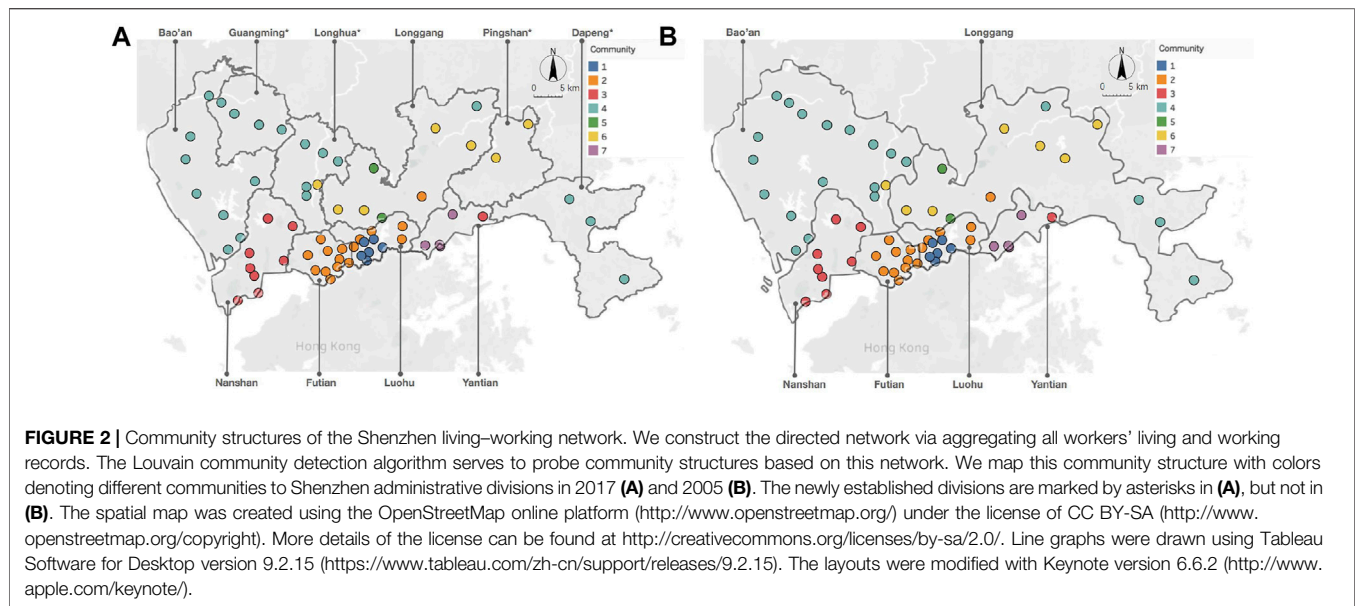 A
Bao'an
Guangming*
Longhua*
Longgang
Pingshan*
Dapeng*
Community
1
2
3
4
5
6
7
N
5 km
Hong Kong
Nanshan
Futian
Luohu
Yantian
B
Bao'an
Longgang
Community
1
2
3
4
5
6
7
N
5 km
Hong Kong
Nanshan
Futian
Luohu
Yantian
FIGURE 2 | Community structures of the Shenzhen living–working network. We construct the directed network via aggregating all workers' living and working
records. The Louvain community detection algorithm serves to probe community structures based on this network. We map this community structure with colors
denoting different communities to Shenzhen administrative divisions in 2017 (A) and 2005 (B). The newly established divisions are marked by asterisks in (A), but not in
(B). The spatial map was created using the OpenStreetMap online platform (http://www.openstreetmap.org/) under the license of CC BY-SA (http://www.
openstreetmap.org/copyright). More details of the license can be found at http://creativecommons.org/licenses/by-sa/2.0/. Line graphs were drawn using Tableau
Software for Desktop version 9.2.15 (https://www.tableau.com/zh-cn/support/releases/9.2.15). The layouts were modified with Keynote version 6.6.2 (http://www.
apple.com/keynote/).